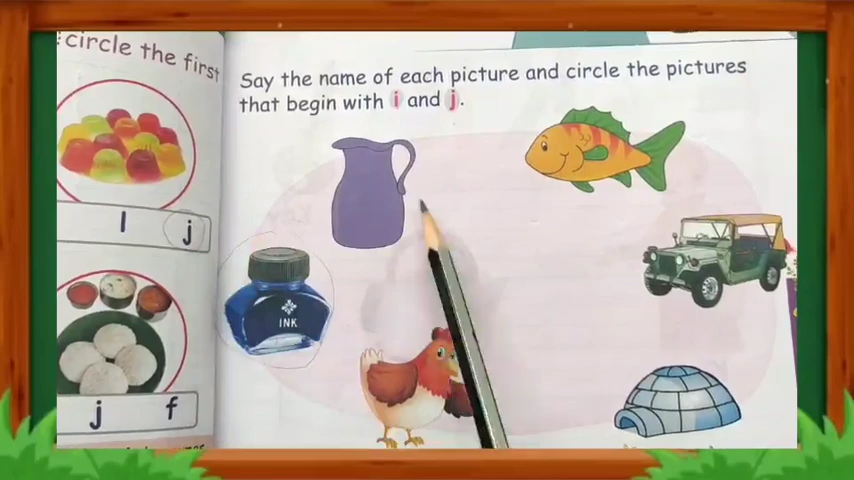 circle the first
l j
j f
Say the name of each picture and circle the pictures
that begin with i and j.
INK